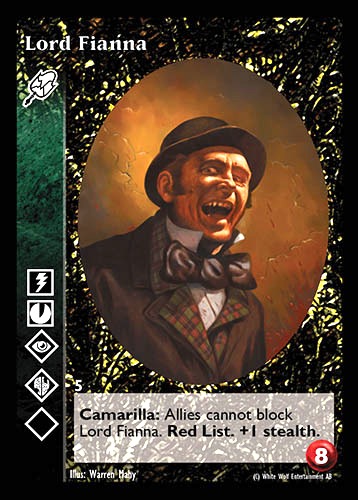 Lord Fianna
5
Camarilla: Allies cannot block
Lord Fianna. Red List. +1 stealth.
8
Illus: Warren Mahy
(C) White Wolf Entertainment AB